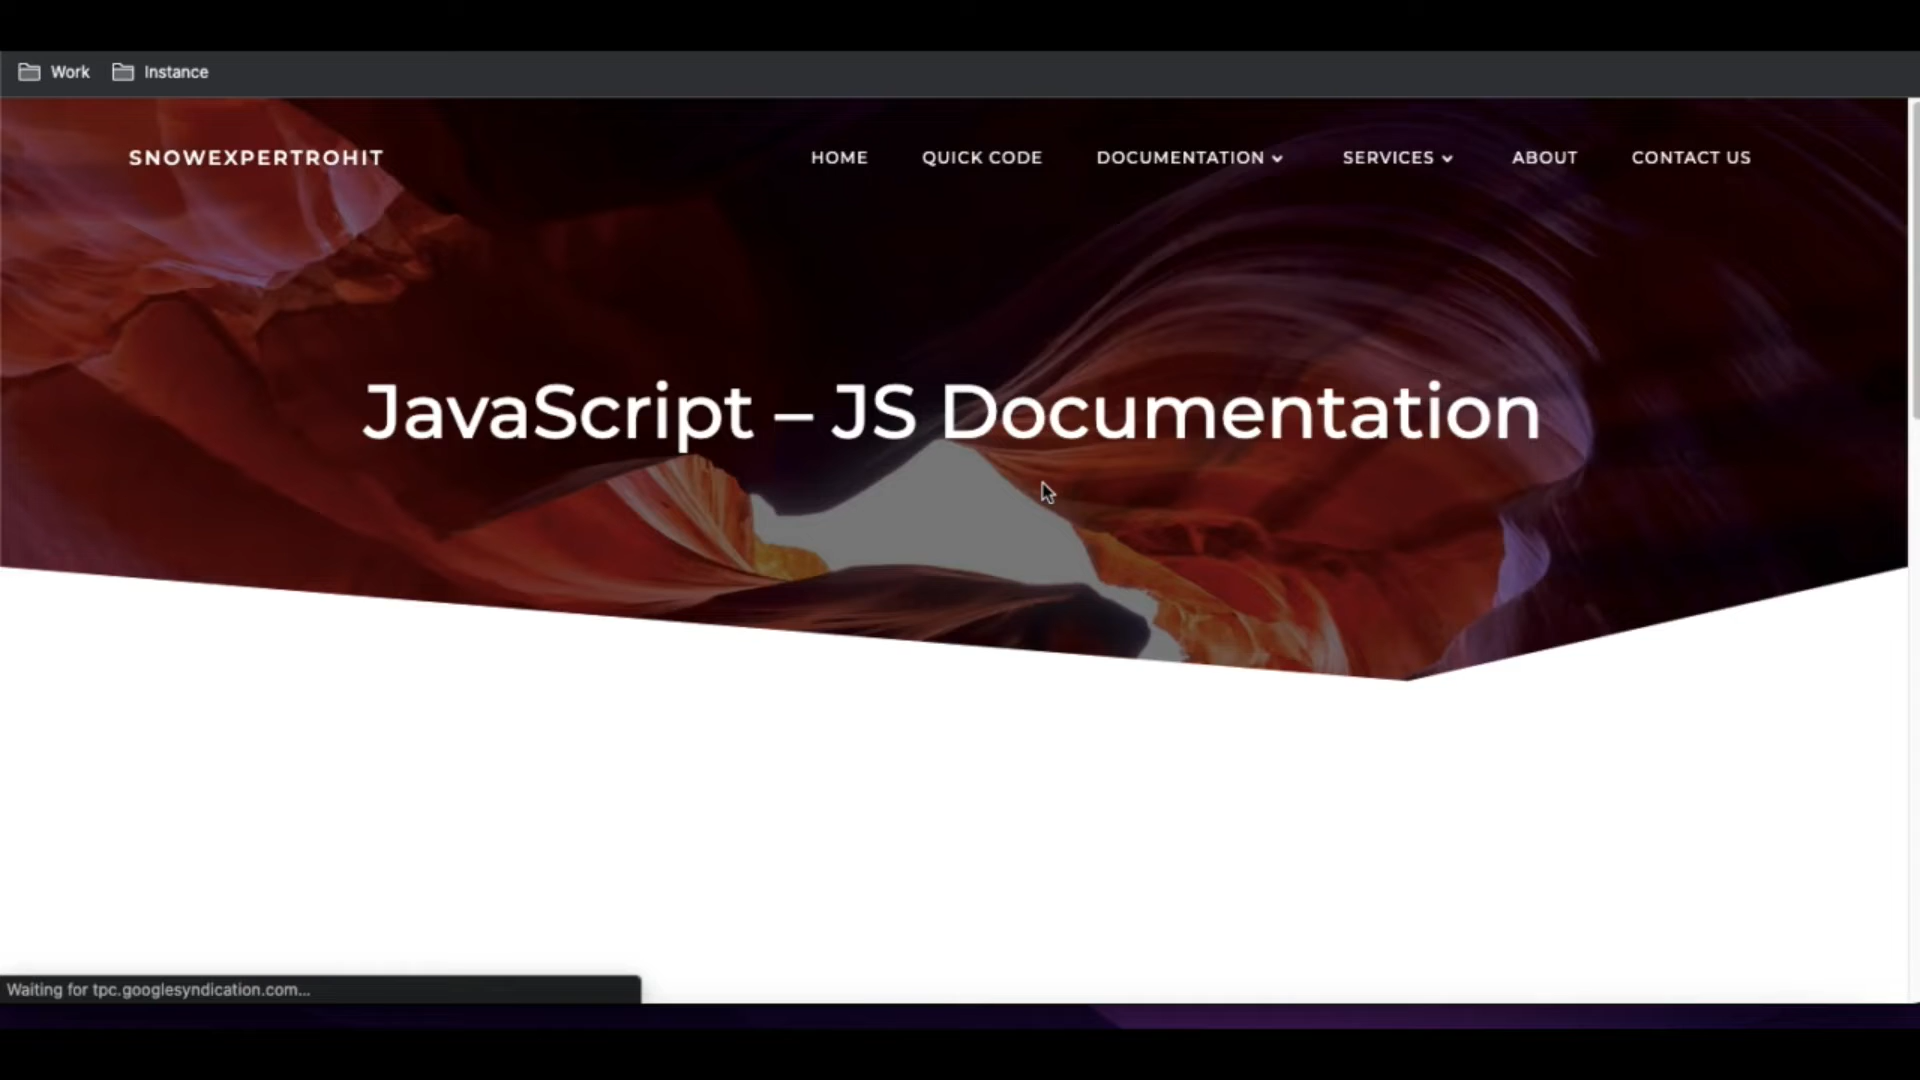 Work Instance
SNOWEXPERTROHIT HOME QUICK CODE DOCUMENTATION SERVICES ABOUT CONTACT US
JavaScript – JS Documentation
Waiting for tpc.googlesyndication.com...